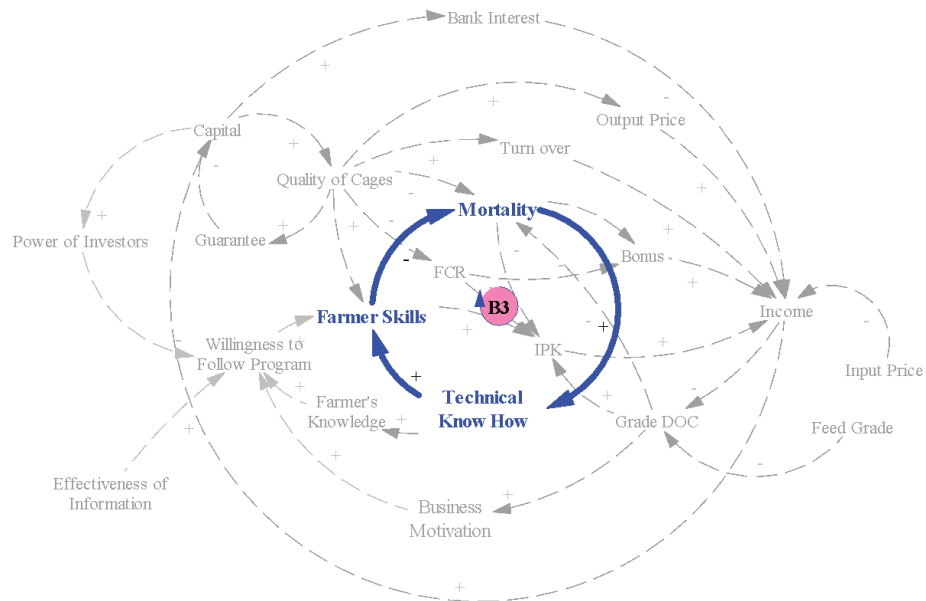 Bank Interest
Output Price
Capital
Turn over
Quality of Cages
Mortality
Power of Investors
Guarantee
Bonus
FCR
B3
Farmer Skills
Income
Willingness to
Follow Program
IPK
Input Price
Technical
Know How
Farmer's
Knowledge
Grade DOC
Feed Grade
Effectiveness of
Information
Business
Motivation